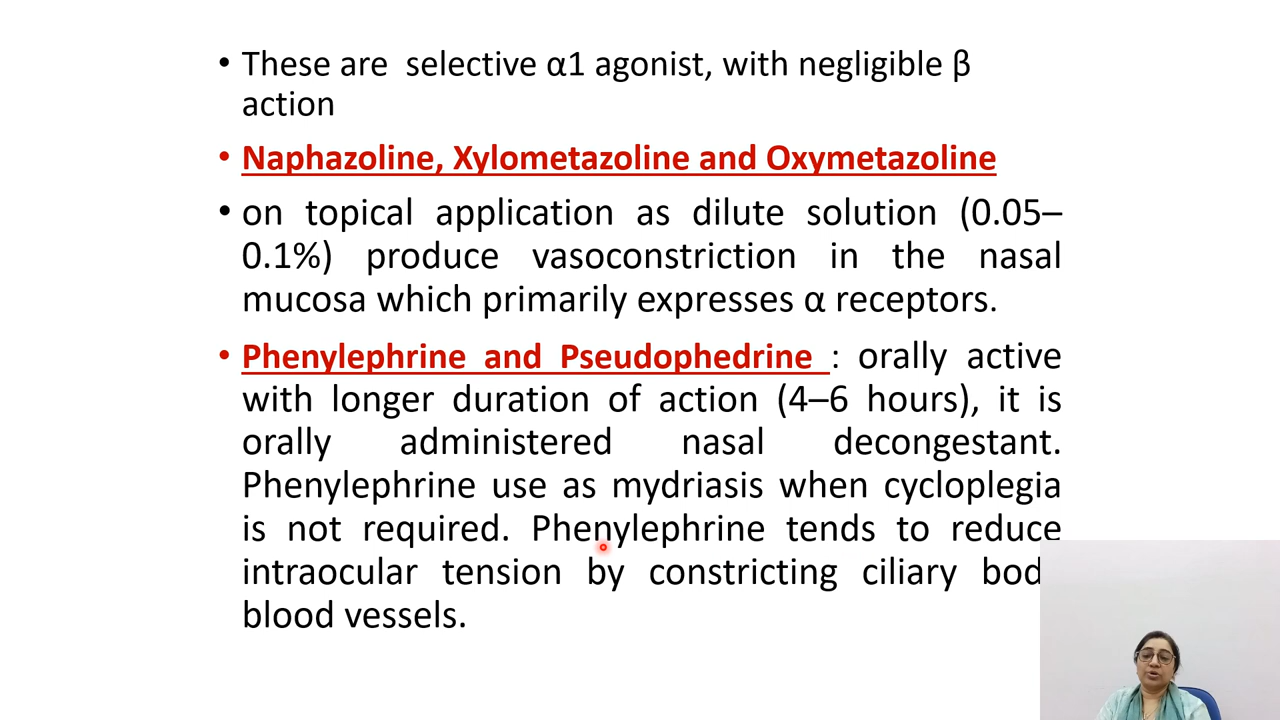 • These are selective α1 agonist, with negligible β
action
• Naphazoline, Xylometazoline and Oxymetazoline
• on topical application as dilute solution (0.05–
0.1%) produce vasoconstriction in the nasal
mucosa which primarily expresses α receptors.
• Phenylephrine and Pseudophedrine : orally active
with longer duration of action (4–6 hours), it is
orally administered nasal decongestant.
Phenylephrine use as mydriasis when cycloplegia
is not required. Phenylephrine tends to reduce
intraocular tension by constricting ciliary
blood vessels.